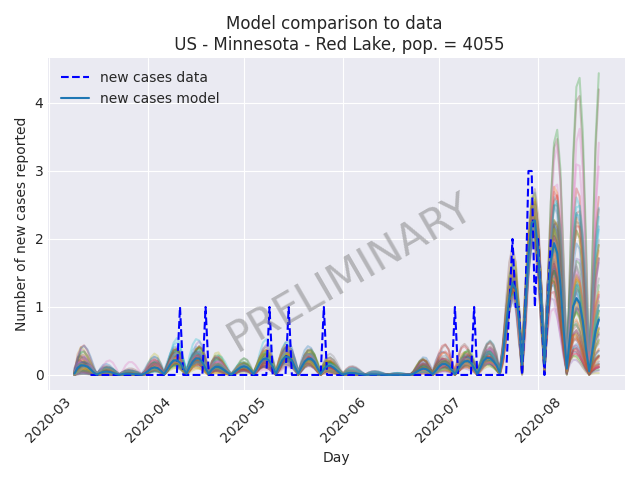 Model comparison to data
US - Minnesota - Red Lake, pop. = 4055
new cases data
new cases model
PRELIMINARY
Number of new cases reported
4
3
2
1
0
2020-03
2020-04
2020-05
2020-06
2020-07
2020-08
Day